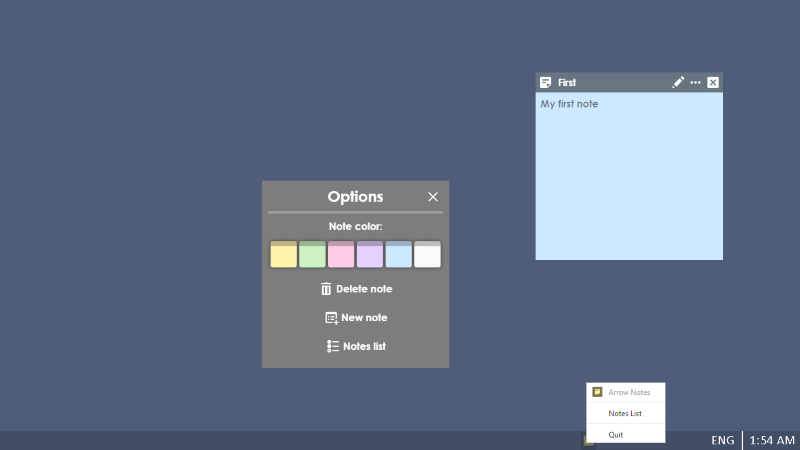 First
My first note
Options
Note color:
Delete note
New note
Notes list
Arrow Notes
Notes List
Quit
ENG 1:54 AM